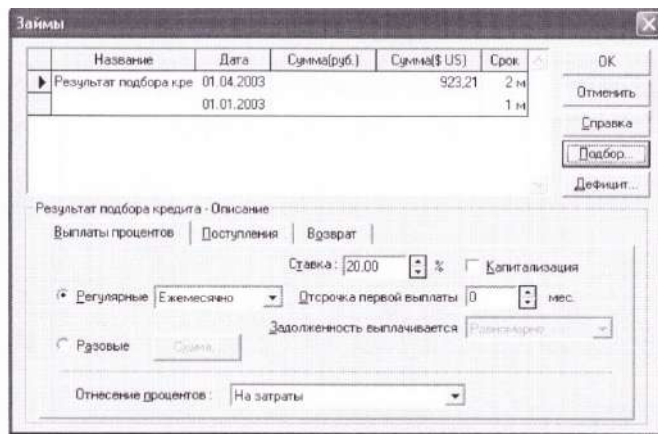 Займы
Название Дата Сумма(руб.) Сумма($ US) Срок
Результат подбора кре 01.04.2003 923,21 2 м
01.01.2003 1 м
OK
Отменить
Справка
Подбор...
Дефицит...
Результат подбора кредита - Описание
Выплаты процентов Поступления Возврат
Ставка: 20.00 % Капитализация
Регулярные Ежемесячно Отсрочка первой выплаты 0 мес.
Задолженность выплачивается Равномерно
Разовые Схема...
Отнесение процентов: На затраты